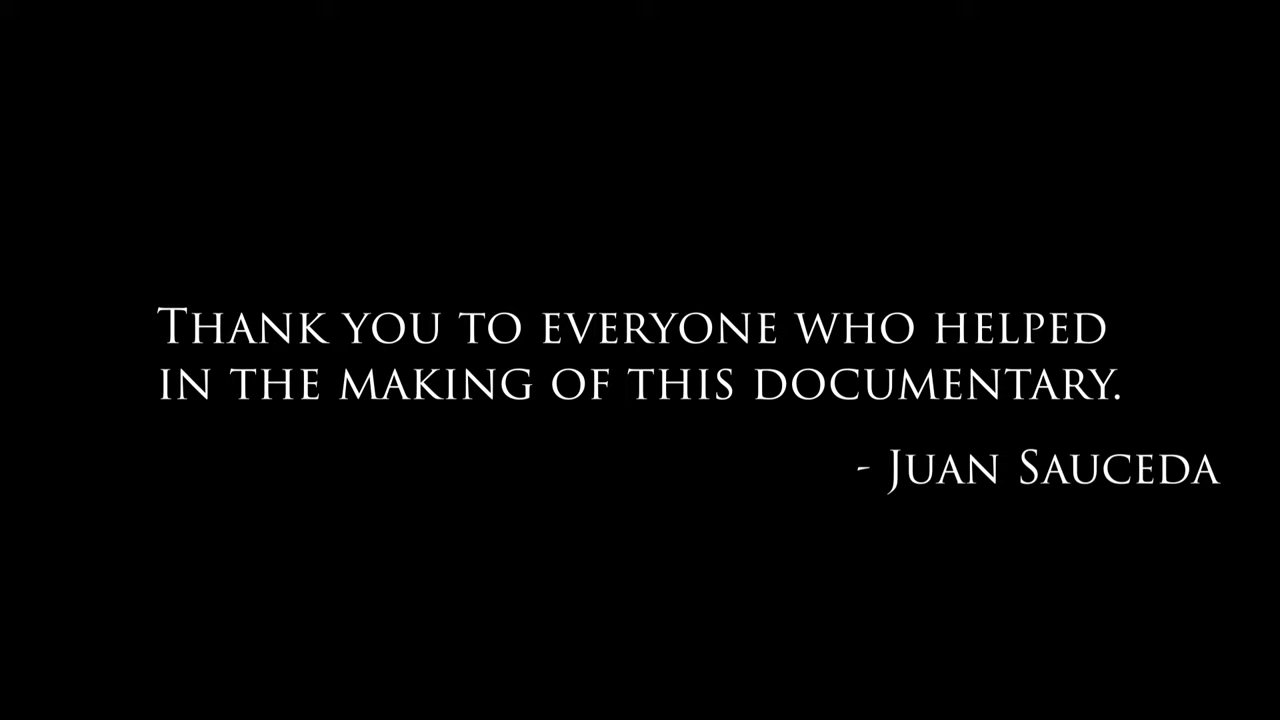 Thank you to everyone who helped
in the making of this documentary.
- Juan Sauceda